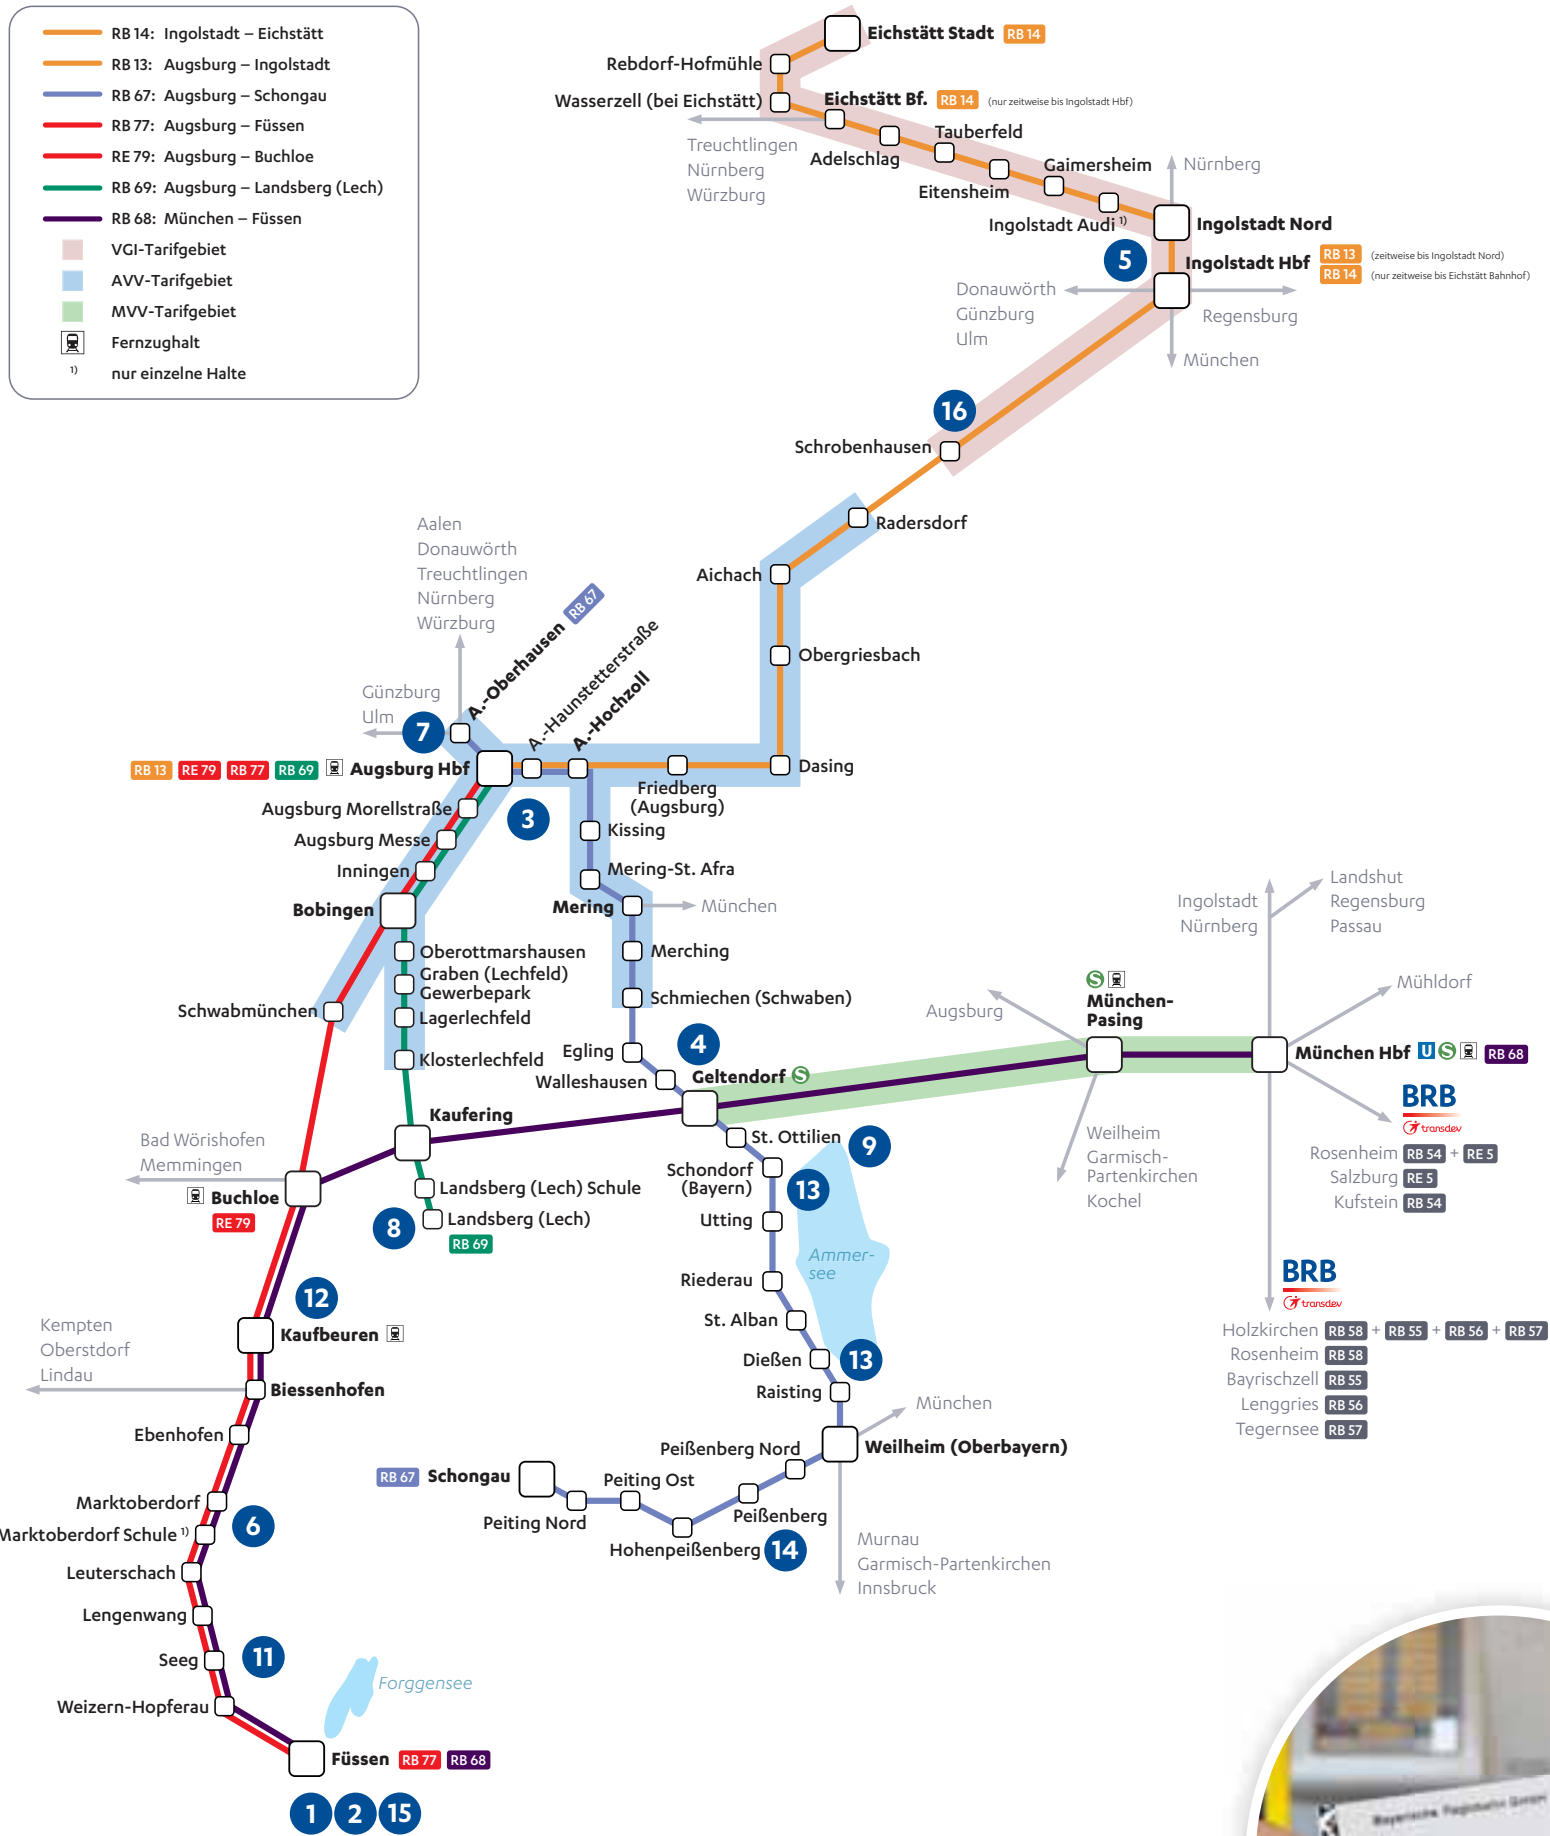 RB 14: Ingolstadt – Eichstätt
RB 13: Augsburg – Ingolstadt
RB 67: Augsburg – Schongau
RB 77: Augsburg – Füssen
RE 79: Augsburg – Buchloe
RB 69: Augsburg – Landsberg (Lech)
RB 68: München – Füssen
VGI-Tarifgebiet
AVV-Tarifgebiet
MVV-Tarifgebiet
Fernzughalt
1) nur einzelne Halte
Eichstätt Stadt RB 14
Rebdorf-Hofmühle
Wasserzell (bei Eichstätt)
Eichstätt Bf. RB 14 (nur zeitweise bis Ingolstadt Hbf)
Treuchtlingen
Nürnberg
Würzburg
Adelschlag
Tauberfeld
Eitensheim
Gaimersheim
Ingolstadt Audi 1)
Nürnberg
Ingolstadt Nord
5
Ingolstadt Hbf RB 13 (zeitweise bis Ingolstadt Nord)
RB 14 (nur zeitweise bis Eichstätt Bahnhof)
Donauwörth
Günzburg
Ulm
Regensburg
München
16
Schrobenhausen
Radersdorf
Aichach
Obergriesbach
Dasing
Friedberg
(Augsburg)
Aalen
Donauwörth
Treuchtlingen
Nürnberg
Würzburg
Günzburg
Ulm
7
A.-Oberhausen RB 67
A.-Haunstetterstraße
A.-Hochzoll
RB 13 RE 79 RB 77 RB 69 Augsburg Hbf
3
Augsburg Morellstraße
Augsburg Messe
Inningen
Bobingen
Kissing
Mering-St. Afra
Mering
München
Merching
Schmiechen (Schwaben)
Egling
Walleshausen
4
Geltendorf S
Oberottmarshausen
Graben (Lechfeld)
Gewerbepark
Lagerlechfeld
Klosterlechfeld
Schwabmünchen
Kaufering
Bad Wörishofen
Memmingen
Buchloe
RE 79
Landsberg (Lech) Schule
8
Landsberg (Lech)
RB 69
Ingolstadt
Nürnberg
Landshut
Regensburg
Passau
Mühldorf
Augsburg
S
München-
Pasing
München Hbf U S RB 68
Weilheim
Garmisch-
Partenkirchen
Kochel
BRB
transdev
Rosenheim RB 54 + RE 5
Salzburg RE 5
Kufstein RB 54
BRB
transdev
Holzkirchen RB 58 + RB 55 + RB 56 + RB 57
Rosenheim RB 58
Bayrischzell RB 55
Lenggries RB 56
Tegernsee RB 57
St. Ottilien
9
Schondorf
(Bayern)
13
Utting
Ammer-
see
Riederau
St. Alban
Dießen
13
Raisting
München
Weilheim (Oberbayern)
Peißenberg Nord
Peißenberg
Hohenpeißenberg
14
Peiting Ost
Peiting Nord
RB 67 Schongau
Murnau
Garmisch-Partenkirchen
Innsbruck
12
Kaufbeuren
Kempten
Oberstdorf
Lindau
Biessenhofen
Ebenhofen
Marktoberdorf
Marktoberdorf Schule 1)
6
Leuterschach
Lengenwang
Seeg
11
Weizern-Hopferau
Forggensee
Füssen RB 77 RB 68
1 2 15
Bayerische Regiobahn GmbH